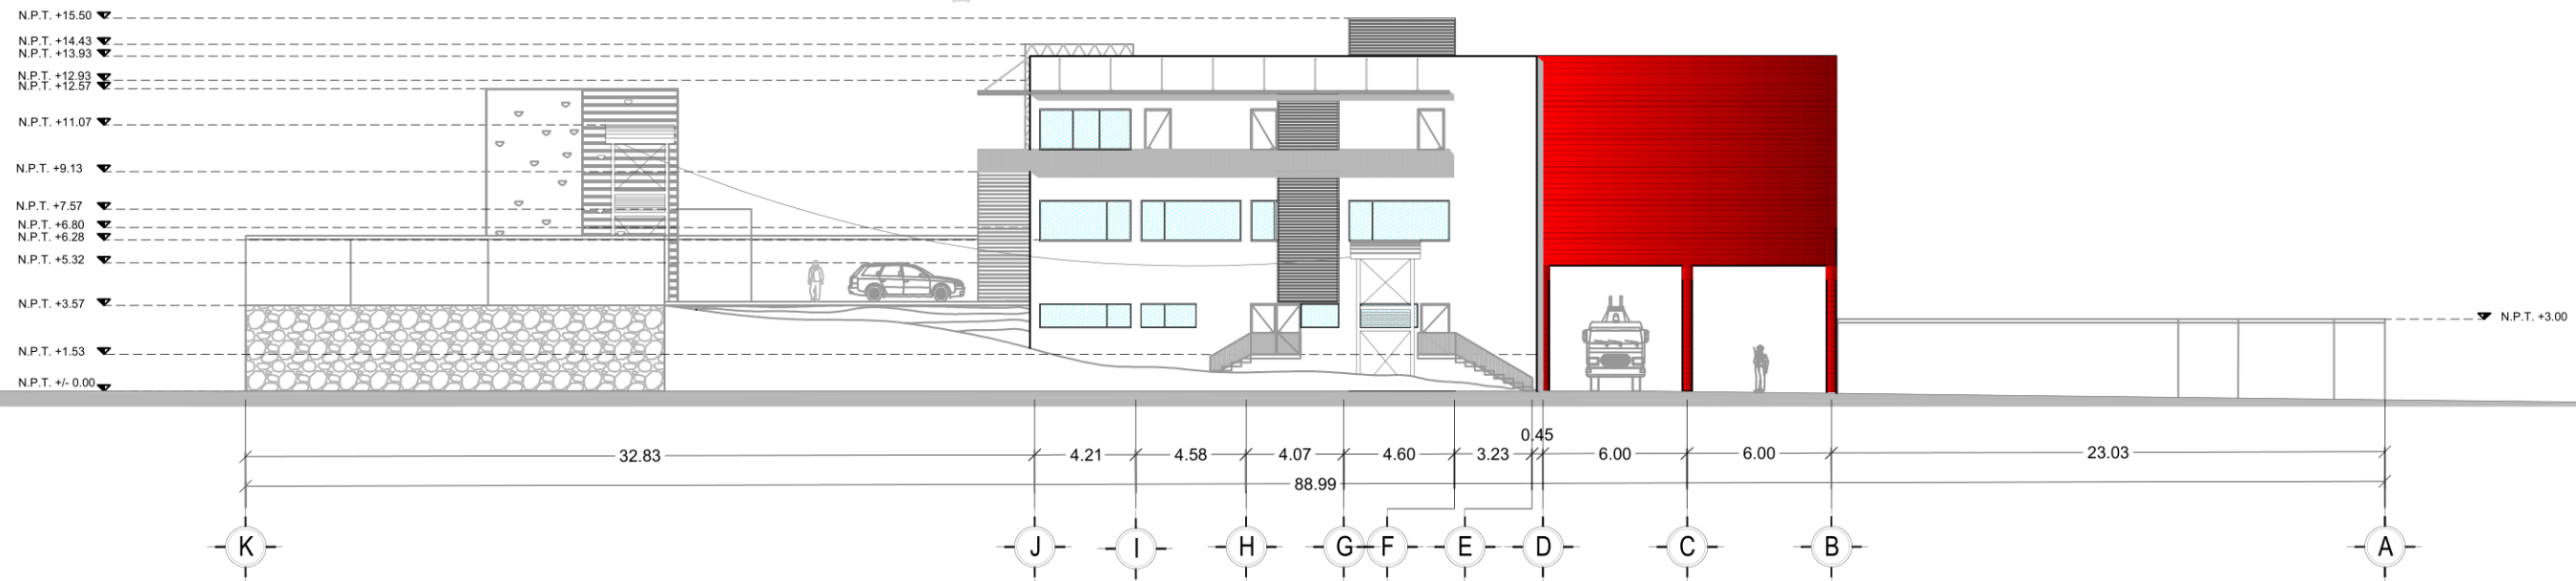 N.P.T. +15.50
N.P.T. +14.43
N.P.T. +13.93
N.P.T. +12.93
N.P.T. +12.57
N.P.T. +11.07
N.P.T. +9.13
N.P.T. +7.57
N.P.T. +6.80
N.P.T. +6.28
N.P.T. +5.32
N.P.T. +3.57
N.P.T. +3.00
N.P.T. +1.53
N.P.T. +/- 0.00
0.45
32.83 4.21 4.58 4.07 4.60 3.23 6.00 6.00 23.03
88.99
K J I H G F E D C B A